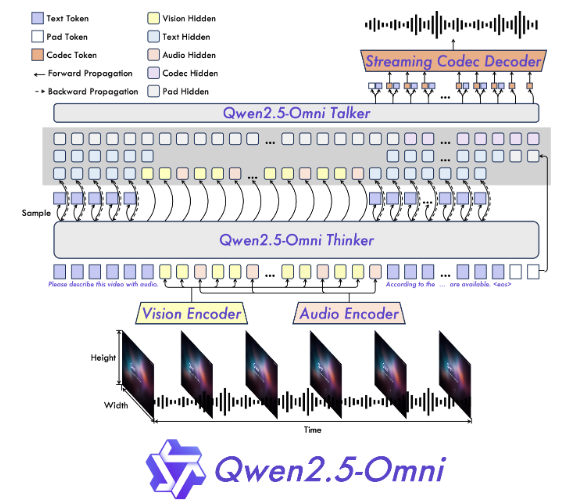 Text Token
Vision Hidden
Pad Token
Text Hidden
Codec Token
Audio Hidden
Forward Propagation
Codec Hidden
Backward Propagation
Pad Hidden
Streaming Codec Decoder
...
Qwen2.5-Omni Talker
...
...
...
...
Sample
...
Qwen2.5-Omni Thinker
...
...
Please describe this video with audio.
According to the ... are available. <eos>
Vision Encoder
Audio Encoder
Height
Width
Time
Qwen2.5-Omni